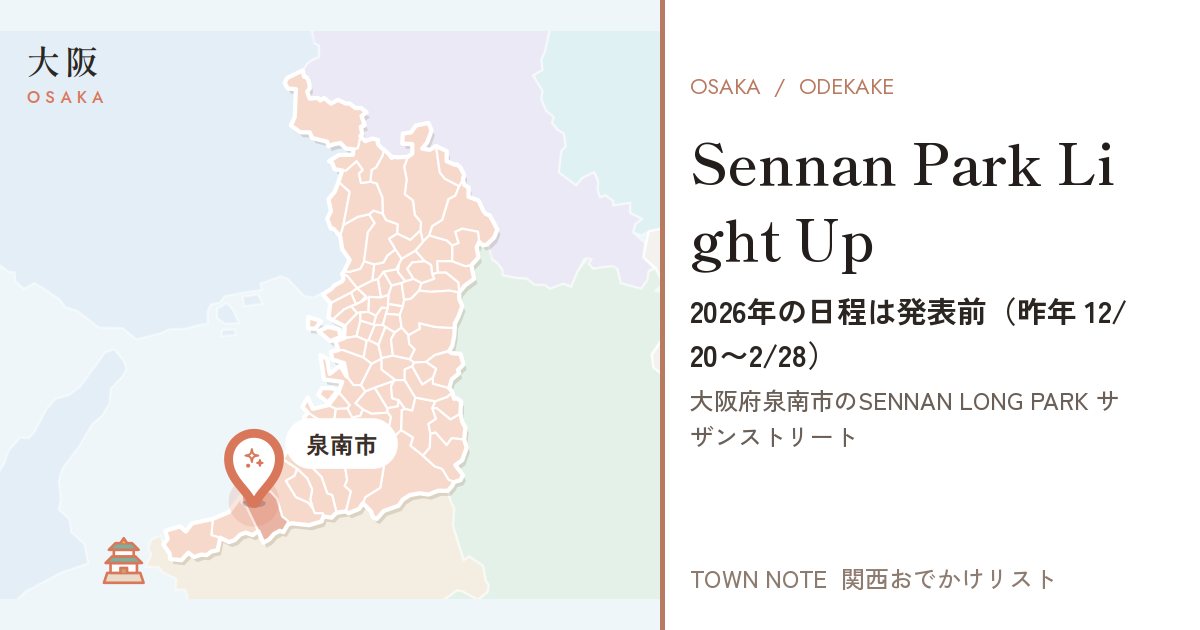 大阪
OSAKA
泉南市
OSAKA / ODEKAKE
Sennan Park Li
ght Up
2026年の日程は発表前（昨年 12/
20〜2/28）
大阪府泉南市のSENNAN LONG PARK サ
ザンストリート
TOWN NOTE 関西おでかけリスト